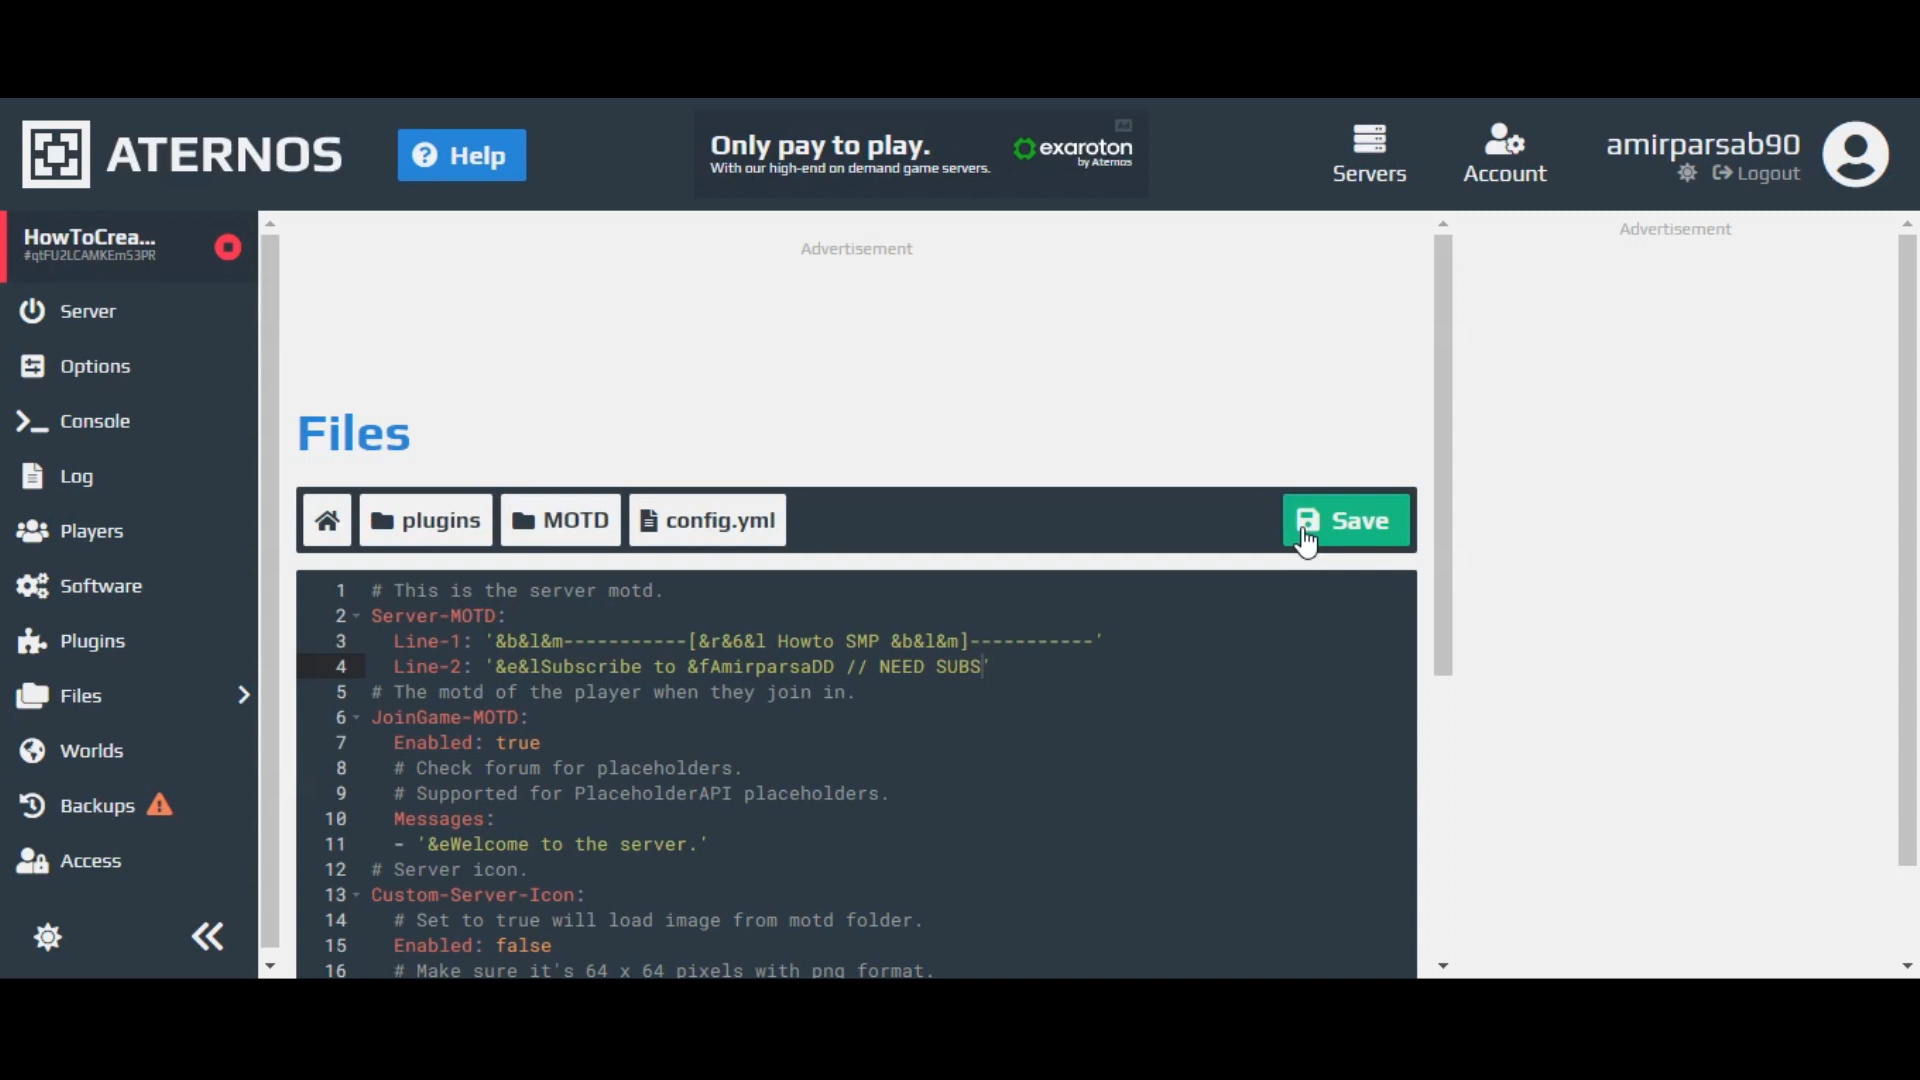 ATERNOS
Help
Only pay to play.
With our high-end on demand game servers.
Ad
exaroton
by Aternos
Servers
Account
amirparsab90
Logout
HowToCrea...
#qtFU2LCAMKEm53PR
Server
Options
Console
Log
Players
Software
Plugins
Files
Worlds
Backups
Access
Advertisement
Advertisement
Files
plugins
MOTD
config.yml
Save
1 # This is the server motd.
2 Server-MOTD:
3 Line-1: '&b&l&m-----------[&r&6&l Howto SMP &b&l&m]-----------'
4 Line-2: '&e&lSubscribe to &fAmirparsaDD // NEED SUBS'
5 # The motd of the player when they join in.
6 JoinGame-MOTD:
7 Enabled: true
8 # Check forum for placeholders.
9 # Supported for PlaceholderAPI placeholders.
10 Messages:
11 - '&eWelcome to the server.'
12 # Server icon.
13 Custom-Server-Icon:
14 # Set to true will load image from motd folder.
15 Enabled: false
16 # Make sure it's 64 x 64 pixels with png format.